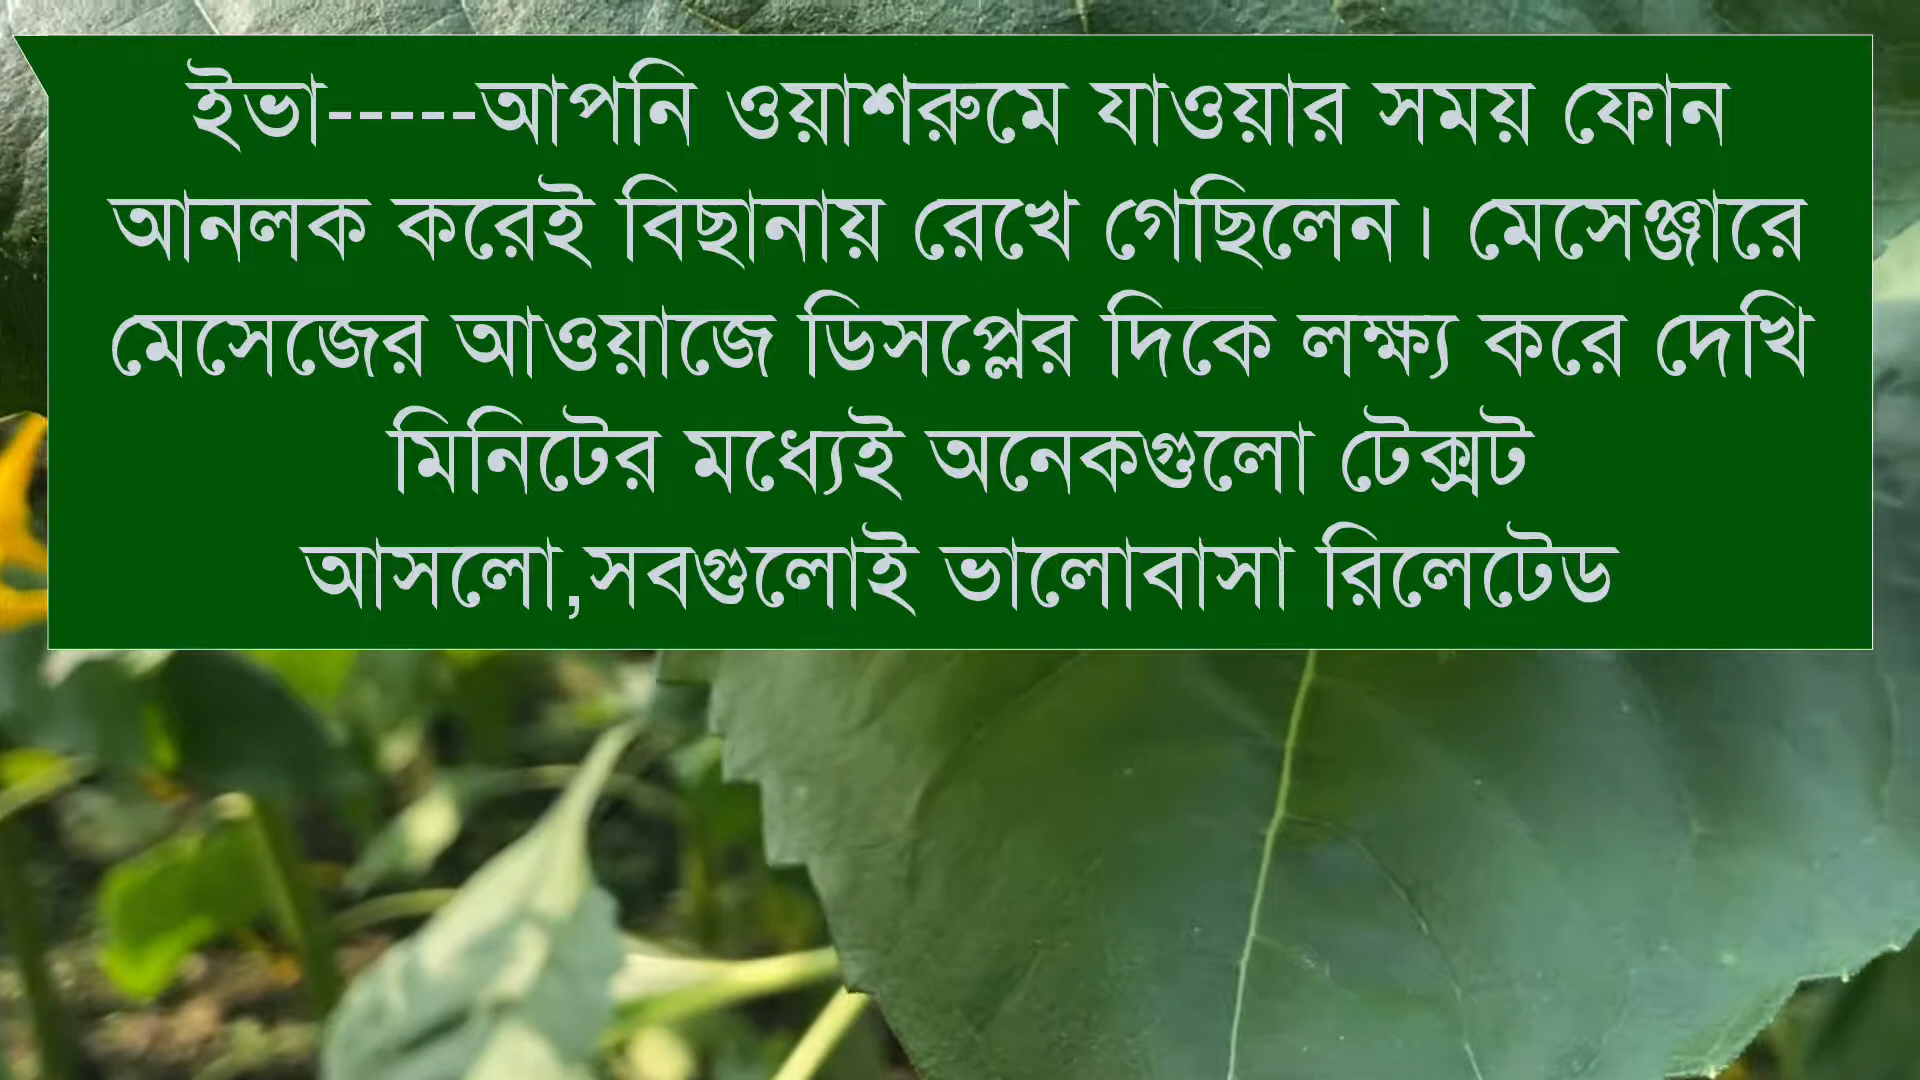 ইভা-----আপনি ওয়াশরুমে যাওয়ার সময় ফোন
আনলক করেই বিছানায় রেখে গেছিলেন। মেসেঞ্জারে
মেসেজের আওয়াজে ডিসপ্লের দিকে লক্ষ্য করে দেখি
মিনিটের মধ্যেই অনেকগুলো টেক্সট
আসলো,সবগুলোই ভালোবাসা রিলেটেড